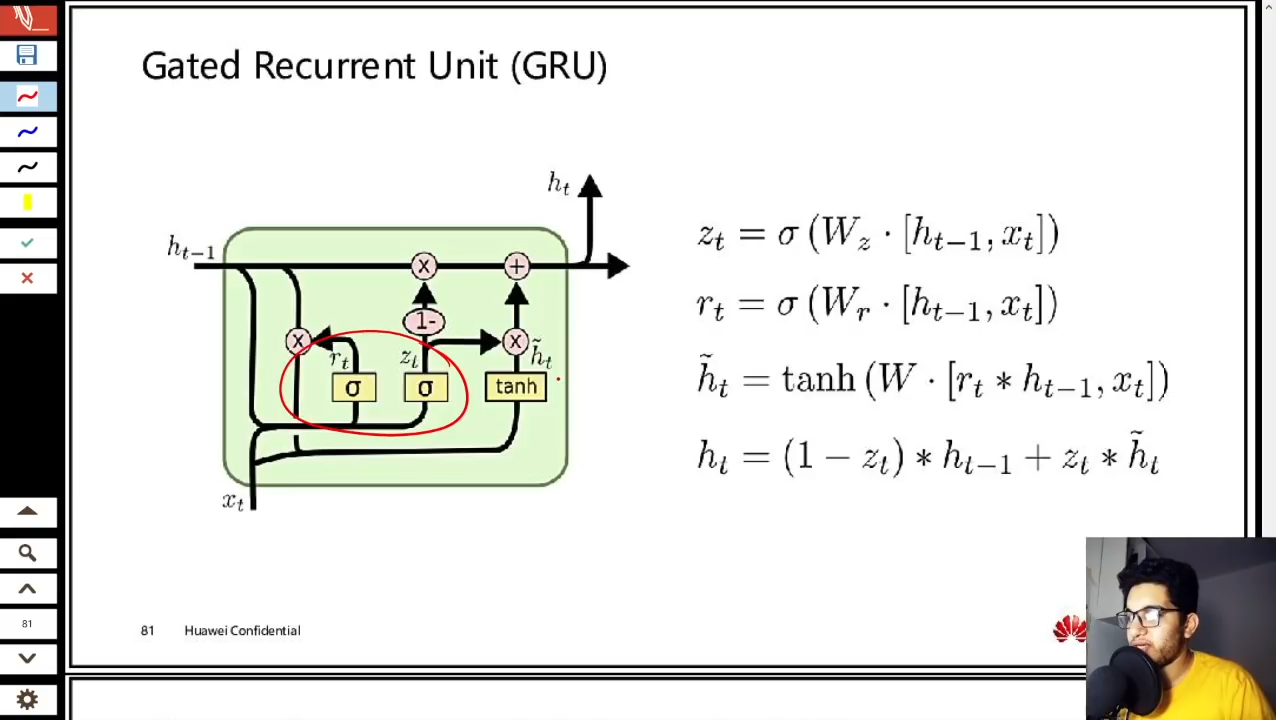 Gated Recurrent Unit (GRU)
h_t
h_{t-1}
x
+
1-
x
x
r_t
z_t
h̃_t
σ
σ
tanh
x_t
z_t = σ (W_z · [h_{t-1}, x_t])
r_t = σ (W_r · [h_{t-1}, x_t])
h̃_t = tanh (W · [r_t * h_{t-1}, x_t])
h_t = (1 − z_t) * h_{t-1} + z_t * h̃_t
81
81 Huawei Confidential